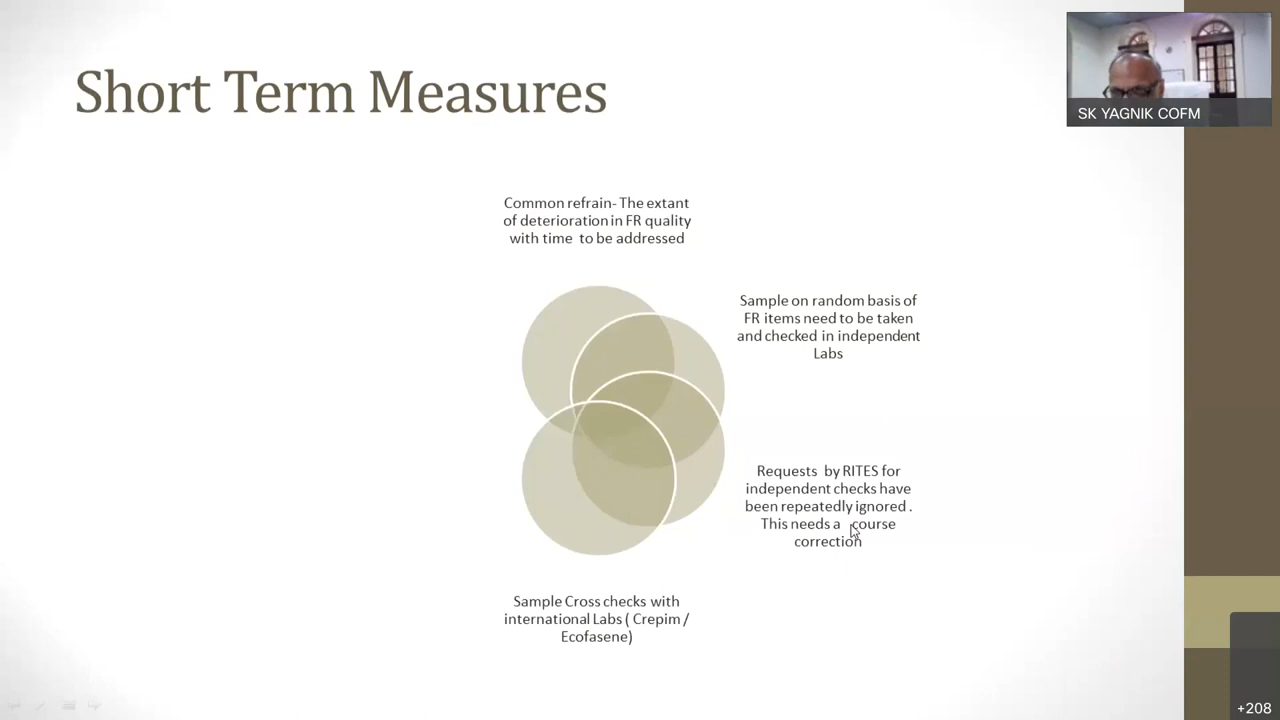 Short Term Measures
SK YAGNIK COFM
Common refrain- The extant
of deterioration in FR quality
with time to be addressed
Sample on random basis of
FR items need to be taken
and checked in independent
Labs
Requests by RITES for
independent checks have
been repeatedly ignored .
This needs a course
correction
Sample Cross checks with
international Labs ( Crepim /
Ecofasene)
+208